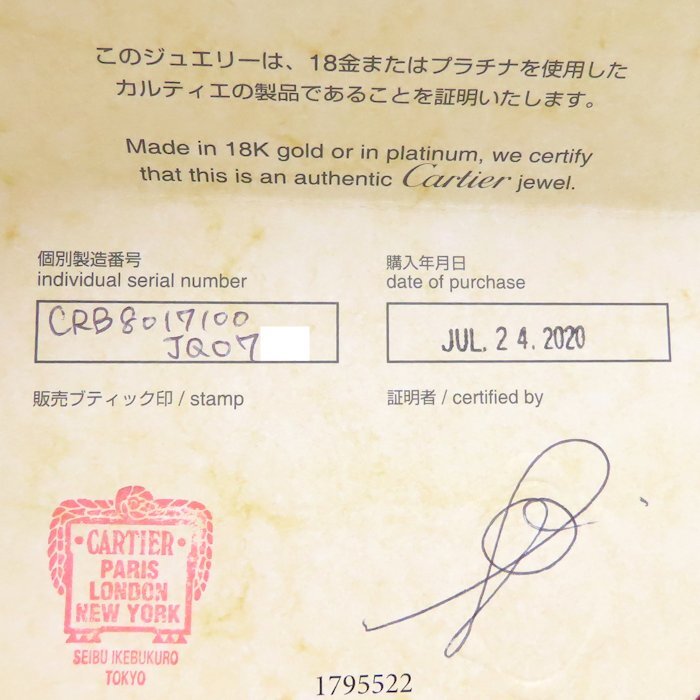 このジュエリーは、18金またはプラチナを使用した
カルティエの製品であることを証明いたします。
Made in 18K gold or in platinum, we certify
that this is an authentic Cartier jewel.
個別製造番号
individual serial number
CRB8017100
JQ07
購入年月日
date of purchase
JUL. 24. 2020
販売ブティック印 / stamp
証明者 / certified by
CARTIER
PARIS
LONDON
NEW YORK
SEIBU IKEBUKURO
TOKYO
1795522